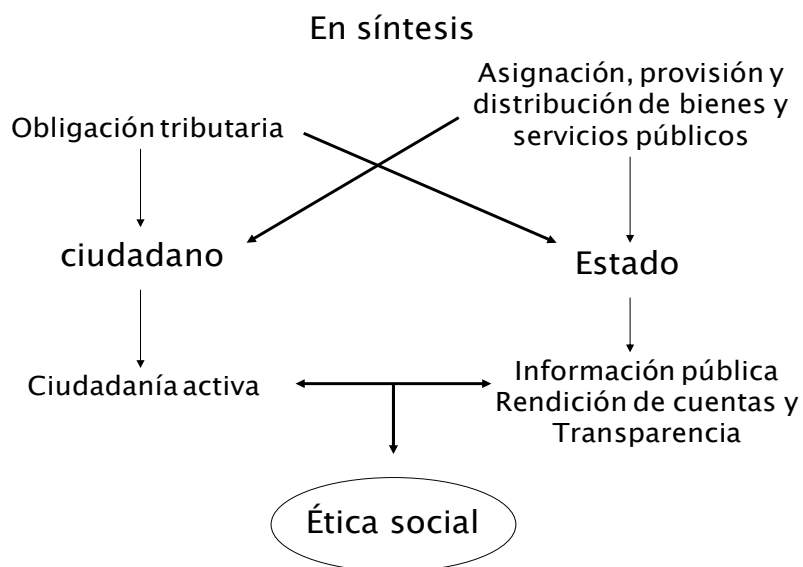 En síntesis
Asignación, provisión y
distribución de bienes y
servicios públicos
Obligación tributaria
ciudadano
Estado
Ciudadanía activa
Información pública
Rendición de cuentas y
Transparencia
Ética social